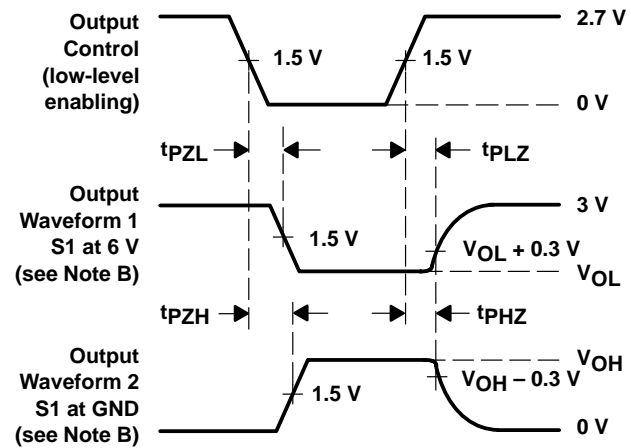 Output
Control
(low-level
enabling)
2.7 V
1.5 V
1.5 V
0 V
tPZL
tPLZ
Output
Waveform 1
S1 at 6 V
(see Note B)
3 V
1.5 V
VOL + 0.3 V
VOL
tPZH
tPHZ
Output
Waveform 2
S1 at GND
(see Note B)
VOH
1.5 V
VOH − 0.3 V
0 V